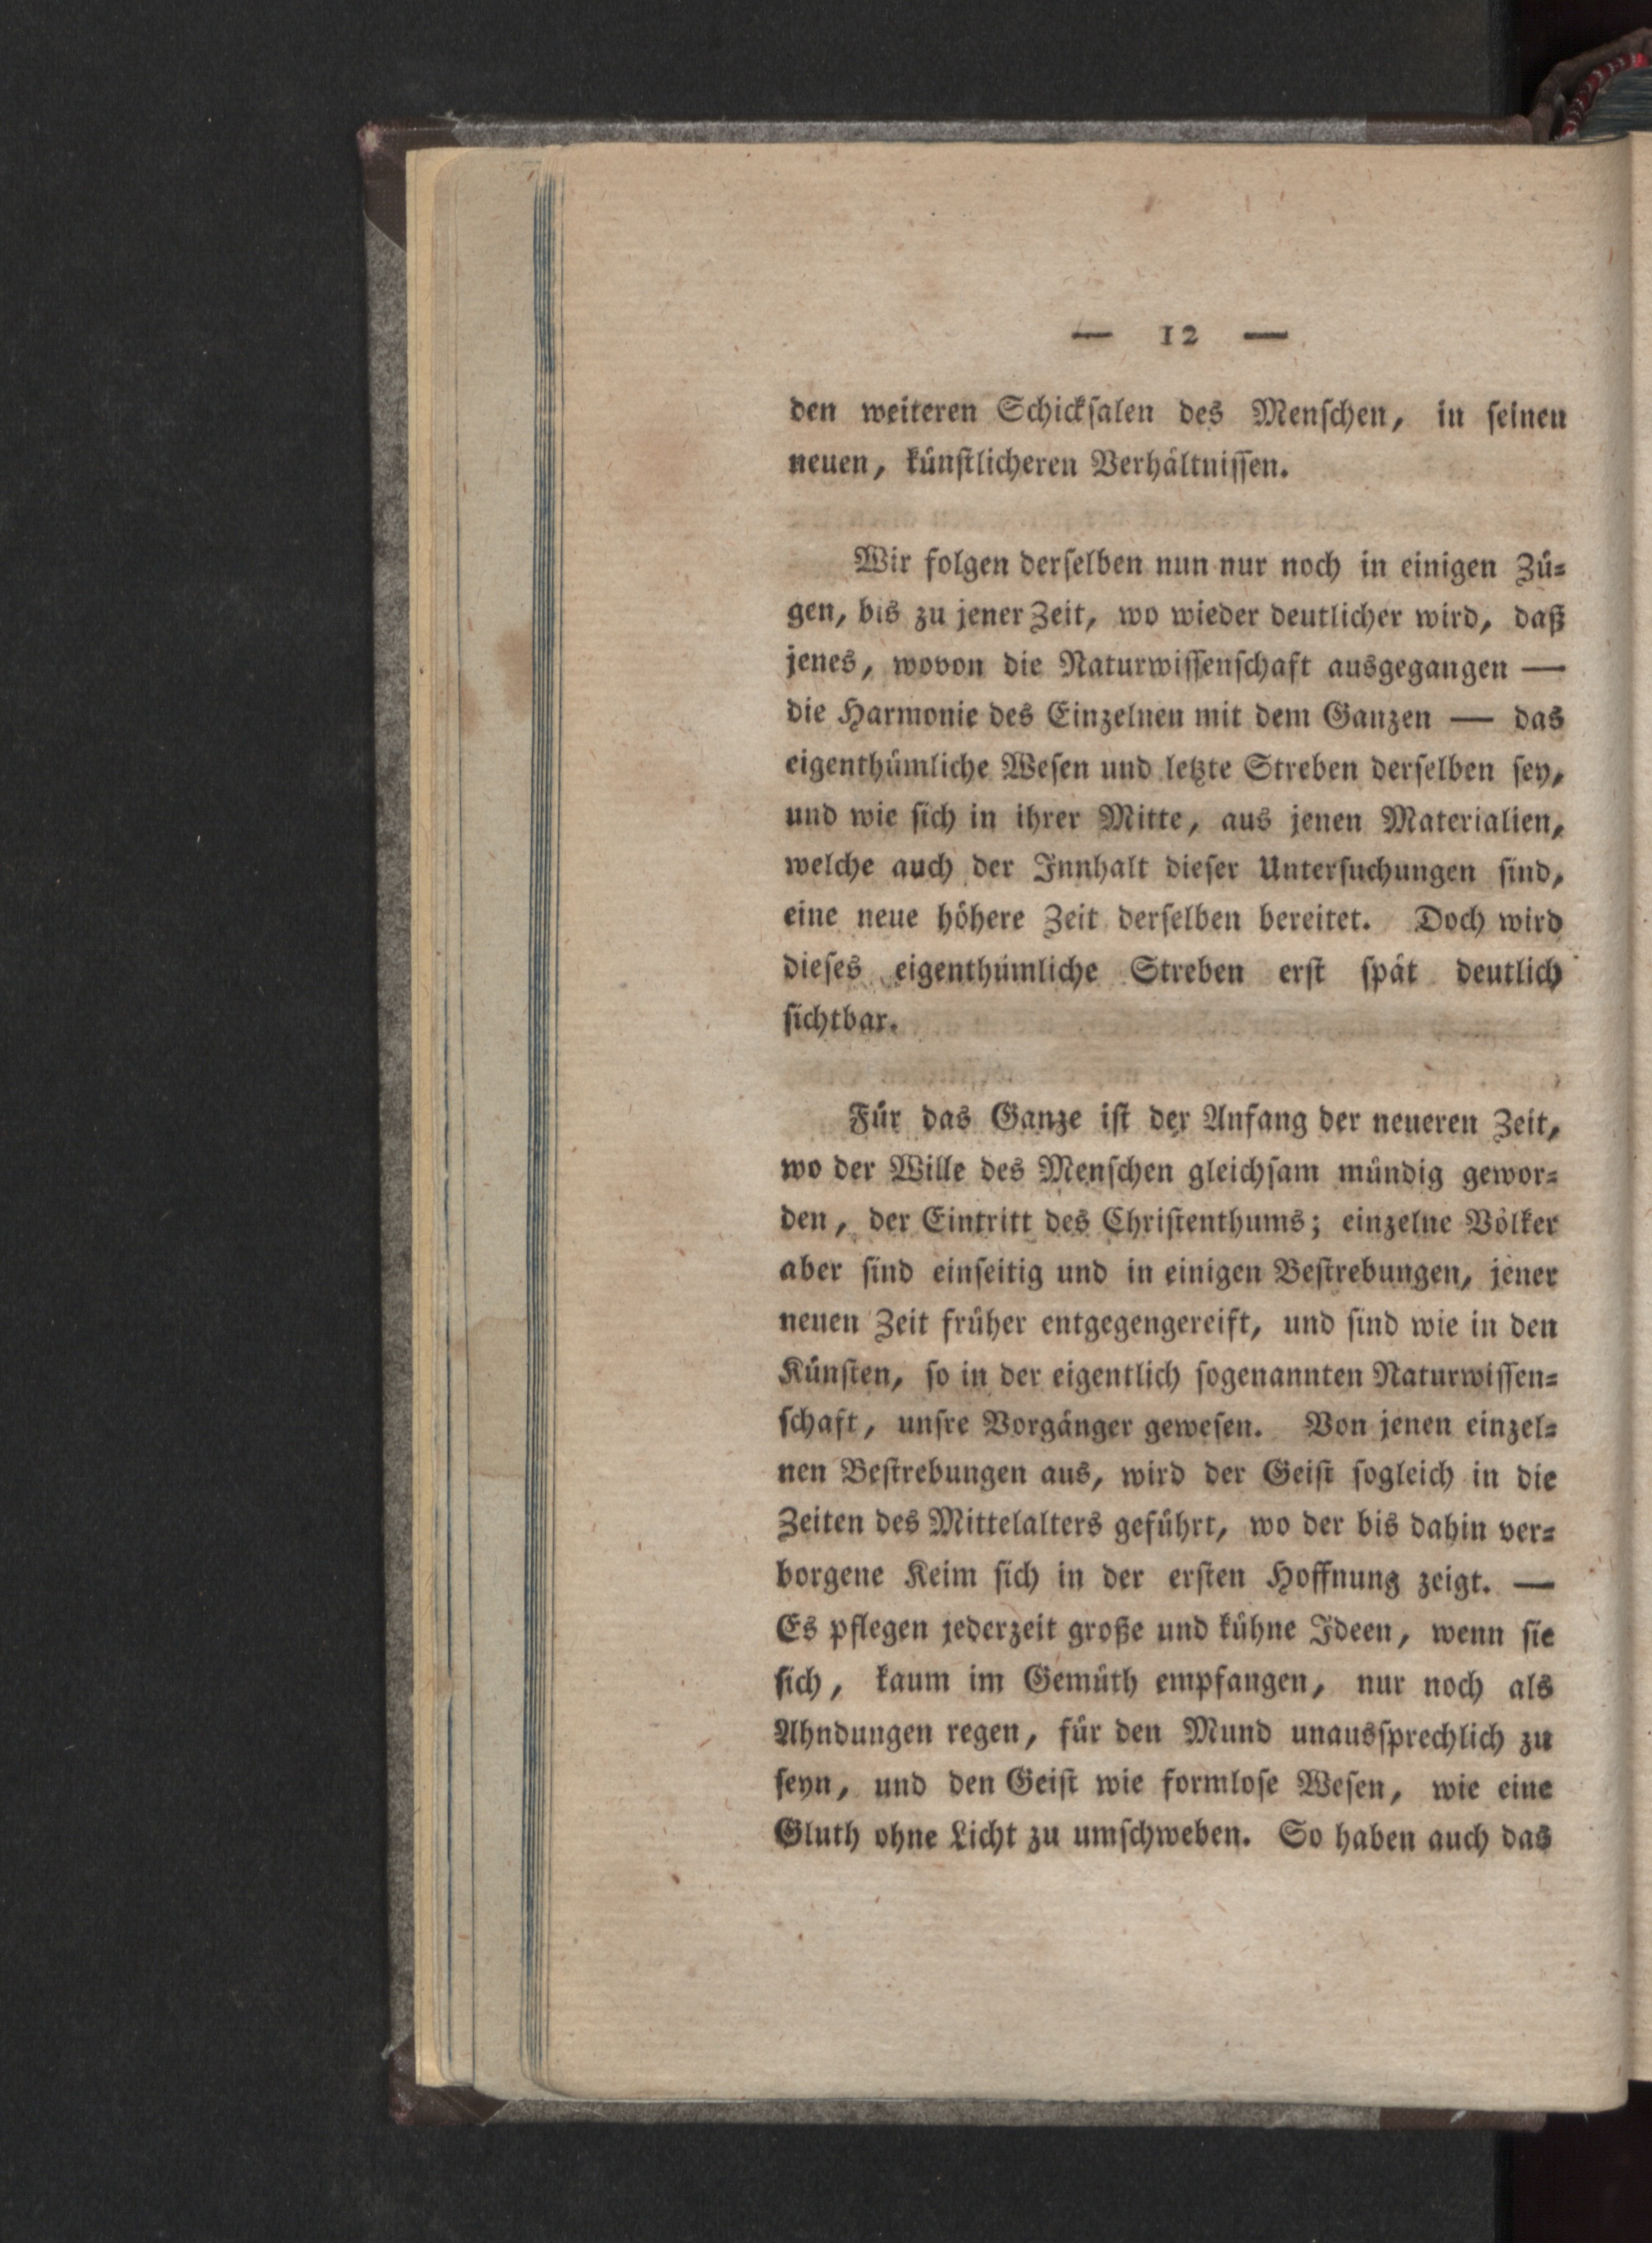 — 12 —
den weiteren Schickſalen des Menſchen, in ſeinen
neuen, künſtlicheren Verhältniſſen.
Wir folgen derſelben nun nur noch in einigen Zü⸗
gen, bis zu jener Zeit, wo wieder deutlicher wird, daß
jenes, wovon die Naturwiſſenſchaft ausgegangen —
die Harmonie des Einzelnen mit dem Ganzen — das
eigenthümliche Weſen und letzte Streben derſelben ſey,
und wie ſich in ihrer Mitte, aus jenen Materialien,
welche auch der Innhalt dieſer Unterſuchungen ſind,
eine neue höhere Zeit derſelben bereitet. Doch wird
dieſes eigenthümliche Streben erſt ſpät deutlich
ſichtbar.
Für das Ganze iſt der Anfang der neueren Zeit,
wo der Wille des Menſchen gleichſam mündig gewor⸗
den, der Eintritt des Chriſtenthums; einzelne Völker
aber ſind einſeitig und in einigen Beſtrebungen, jener
neuen Zeit früher entgegengereift, und ſind wie in den
Künſten, ſo in der eigentlich ſogenannten Naturwiſſen⸗
ſchaft, unſre Vorgänger geweſen. Von jenen einzel⸗
nen Beſtrebungen aus, wird der Geiſt ſogleich in die
Zeiten des Mittelalters geführt, wo der bis dahin ver⸗
borgene Keim ſich in der erſten Hoffnung zeigt. —
Es pflegen jederzeit große und kühne Ideen, wenn ſie
ſich, kaum im Gemüth empfangen, nur noch als
Ahndungen regen, für den Mund unausſprechlich zu
ſeyn, und den Geiſt wie formloſe Weſen, wie eine
Gluth ohne Licht zu umſchweben. So haben auch das